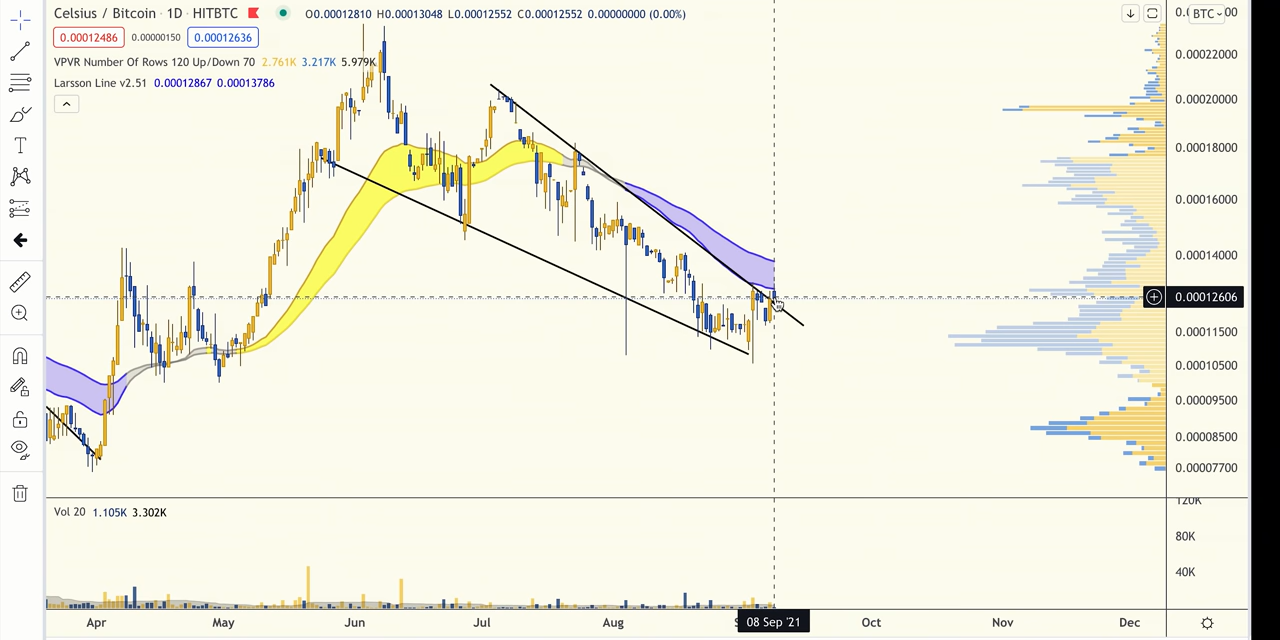 Celsius / Bitcoin · 1D · HITBTC O0.00012810 H0.00013048 L0.00012552 C0.00012552 0.00000000 (0.00%)
0.00012486 0.00000150 0.00012636
VPVR Number Of Rows 120 Up/Down 70 2.761K 3.217K 5.979K
Larsson Line v2.51 0.00012867 0.00013786
BTC
0.00022000
0.00020000
0.00018000
0.00016000
0.00014000
0.00012606
0.00011500
0.00010500
0.00009500
0.00008500
0.00007700
Vol 20 1.105K 3.302K
120K
80K
40K
Apr May Jun Jul Aug 08 Sep '21 Oct Nov Dec